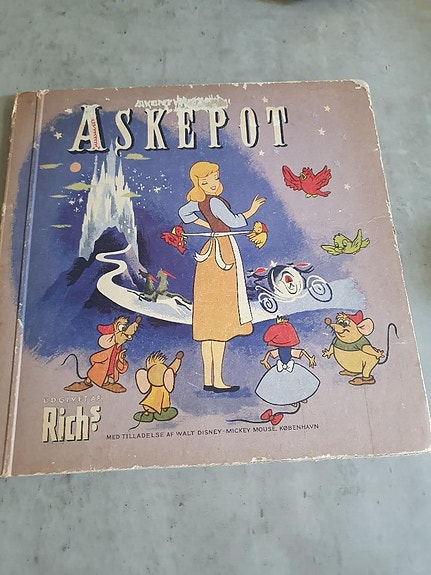 ASKEPOT
UDGIVET AF
Richs
MED TILLADELSE AF WALT DISNEY-MICKEY MOUSE, KØBENHAVN